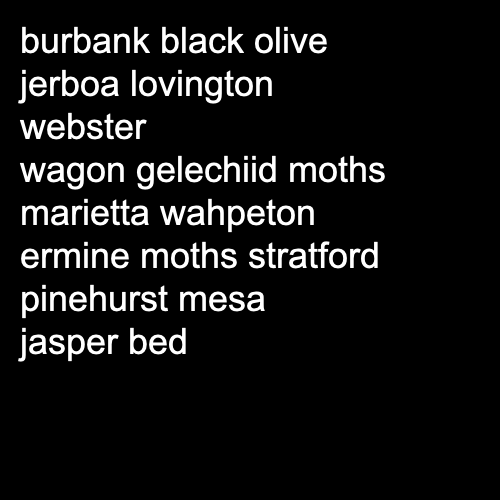 burbank black olive
jerboa lovington
webster
wagon gelechiid moths
marietta wahpeton
ermine moths stratford
pinehurst mesa
jasper bed